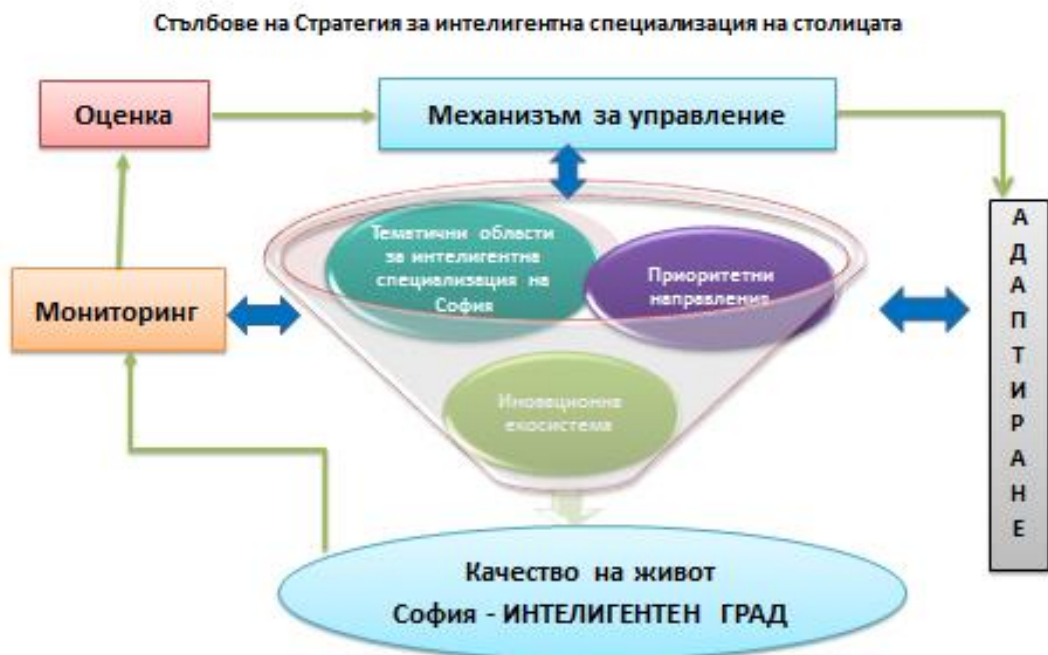 Стълбове на Стратегия за интелигентна специализация на столицата
Оценка
Механизъм за управление
Тематични области
за интелигентна
специализация на
София
Приоритетни
направления
Мониторинг
Иновационна
екосистема
АДАПТИРАНЕ
Качество на живот
София - ИНТЕЛИГЕНТЕН ГРАД